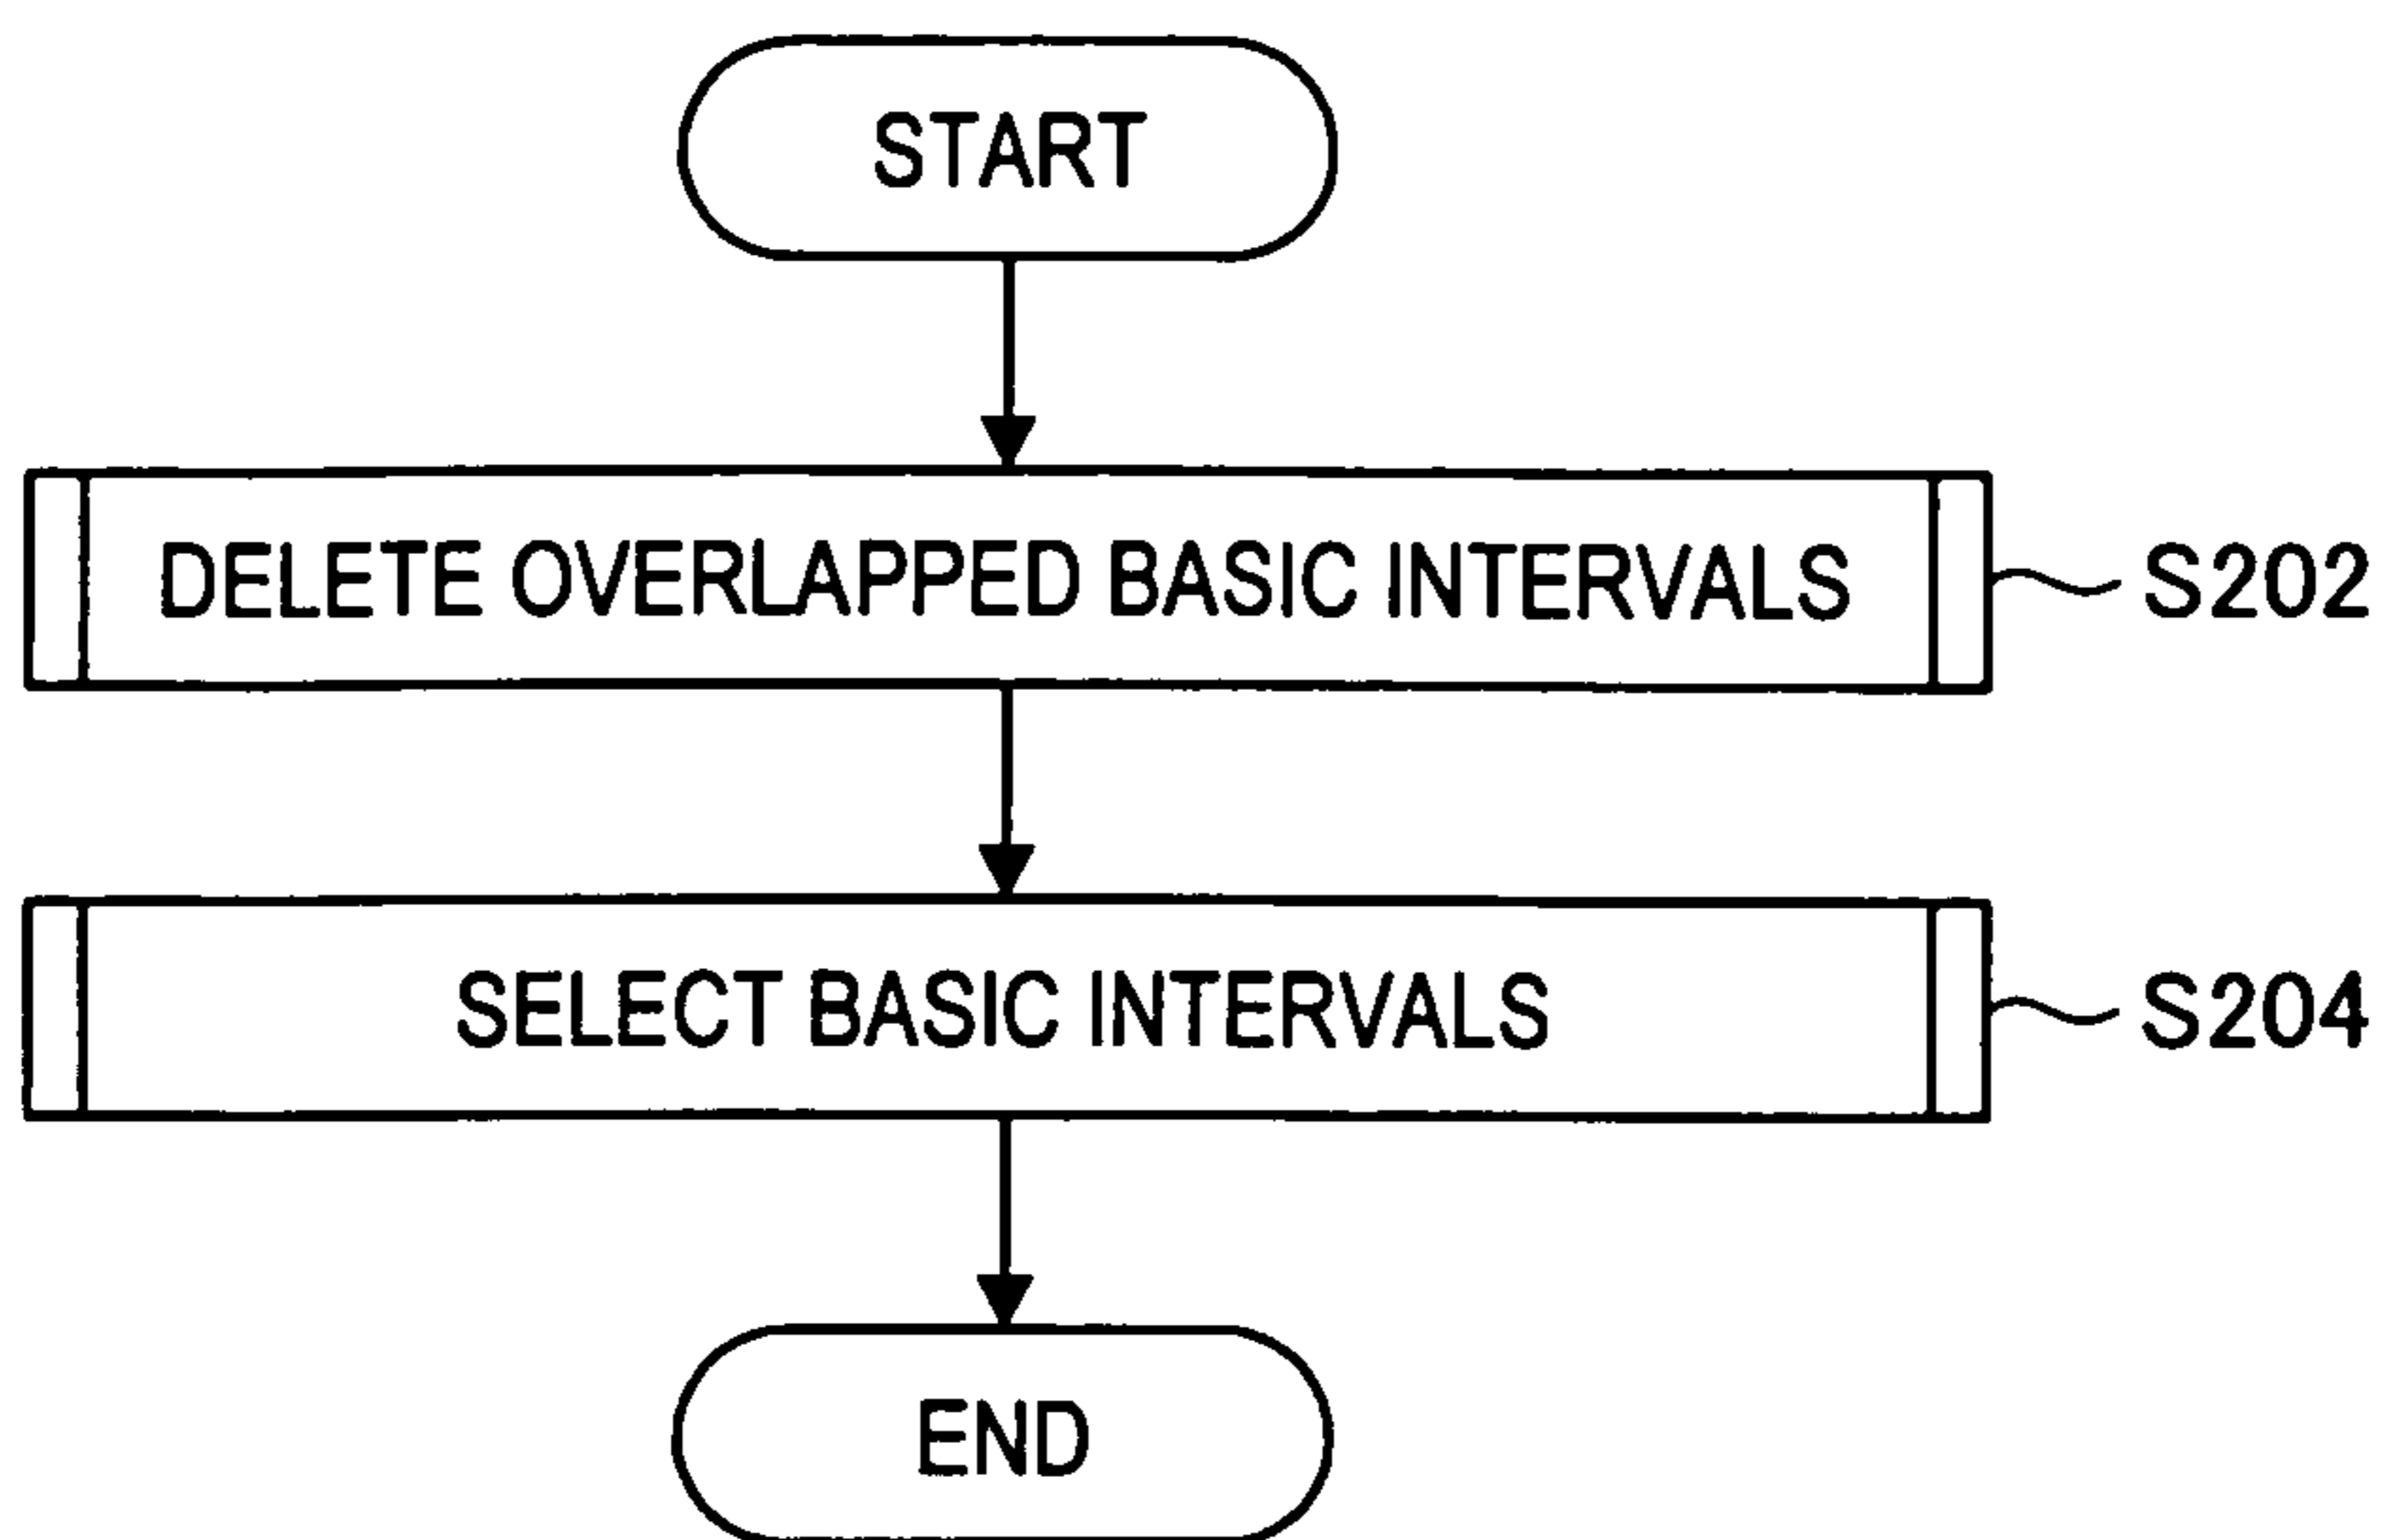 START
DELETE OVERLAPPED BASIC INTERVALS
S202
SELECT BASIC INTERVALS
S204
END